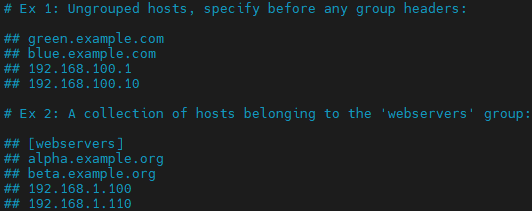 # Ex 1: Ungrouped hosts, specify before any group headers:
## green.example.com
## blue.example.com
## 192.168.100.1
## 192.168.100.10
# Ex 2: A collection of hosts belonging to the 'webservers' group:
## [webservers]
## alpha.example.org
## beta.example.org
## 192.168.1.100
## 192.168.1.110